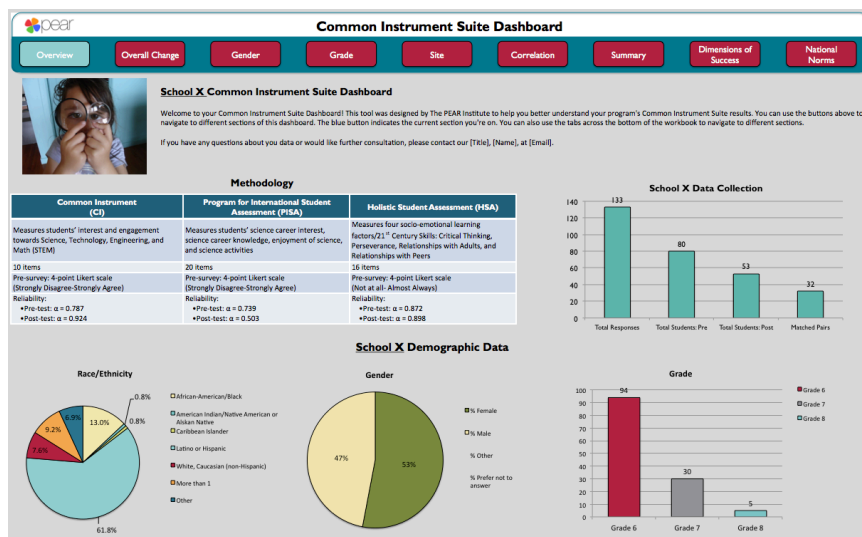 pear
Common Instrument Suite Dashboard
Overview
Overall Change
Gender
Grade
Site
Correlation
Summary
Dimensions of
Success
National
Norms
School X Common Instrument Suite Dashboard
Welcome to your Common Instrument Suite Dashboard! This tool was designed by The PEAR Institute to help you better understand your program's Common Instrument Suite results. You can use the buttons above to
navigate to different sections of this dashboard. The blue button indicates the current section you're on. You can also use the tabs across the bottom of the workbook to navigate to different sections.
If you have any questions about you data or would like further consultation, please contact our [Title], [Name], at [Email].
Methodology
Common Instrument
(CI)
Program for International Student
Assessment (PISA)
Holistic Student Assessment (HSA)
Measures students' interest and engagement
towards Science, Technology, Engineering, and
Math (STEM)
Measures students' science career interest,
science career knowledge, enjoyment of science,
and science activities
Measures four socio-emotional learning
factors/21st Century Skills: Critical Thinking,
Perseverance, Relationships with Adults, and
Relationships with Peers
10 items
20 items
16 items
Pre-survey: 4-point Likert scale
(Strongly Disagree-Strongly Agree)
Pre-survey: 4-point Likert scale
(Strongly Disagree-Strongly Agree)
Pre-survey: 4-point Likert scale
(Not at all- Almost Always)
Reliability:
•Pre-test: α = 0.787
•Post-test: α = 0.924
Reliability:
•Pre-test: α = 0.739
•Post-test: α = 0.503
Reliability:
•Pre-test: α = 0.872
•Post-test: α = 0.898
School X Data Collection
140
120
100
80
60
40
20
0
133
80
53
32
Total Responses
Total Students: Pre
Total Students: Post
Matched Pairs
School X Demographic Data
Race/Ethnicity
13.0%
0.8%
0.8%
61.8%
7.6%
9.2%
6.9%
African-American/Black
American Indian/Native American or
Alskan Native
Caribbean Islander
Latino or Hispanic
White, Caucasian (non-Hispanic)
More than 1
Other
Gender
47%
53%
% Female
% Male
% Other
% Prefer not to
answer
Grade
100
90
80
70
60
50
40
30
20
10
0
94
30
5
Grade 6
Grade 7
Grade 8
Grade 6
Grade 7
Grade 8